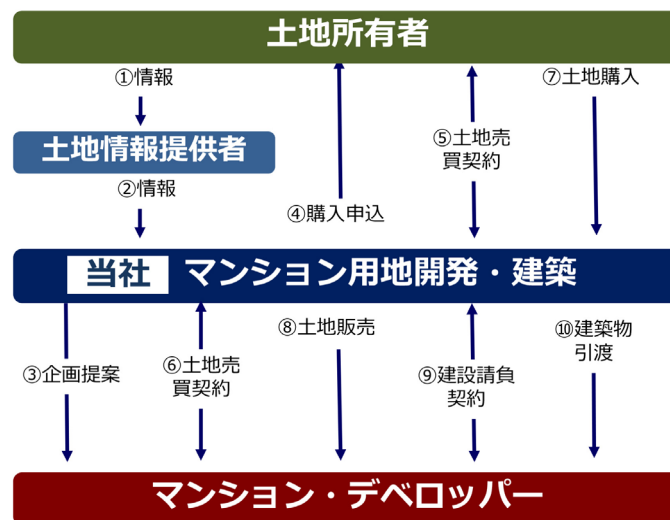 土地所有者
①情報
⑦土地購入
土地情報提供者
⑤土地売
買契約
②情報
④購入申込
当社 マンション用地開発・建築
③企画提案
⑥土地売
買契約
⑧土地販売
⑨建設請負
契約
⑩建築物
引渡
マンション・デベロッパー